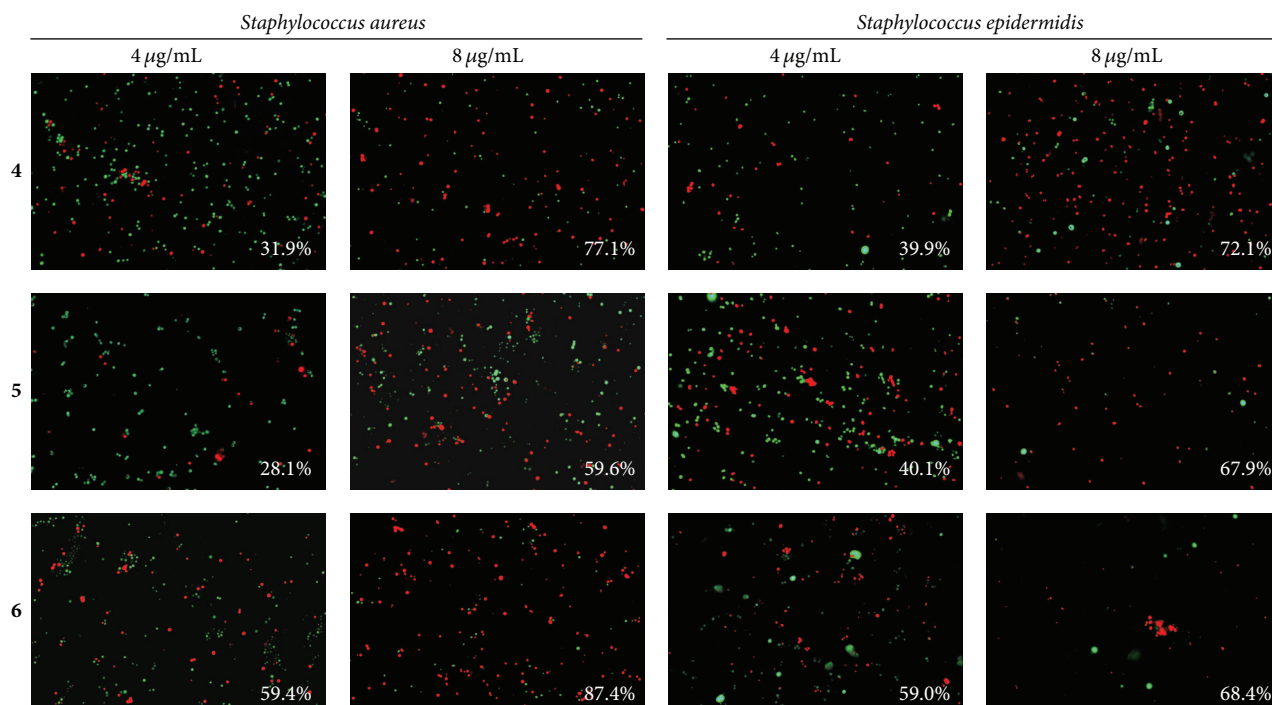 Staphylococcus aureus Staphylococcus epidermidis
4 μg/mL 8 μg/mL 4 μg/mL 8 μg/mL
4 31.9% 77.1% 39.9% 72.1%
5 28.1% 59.6% 40.1% 67.9%
6 59.4% 87.4% 59.0% 68.4%